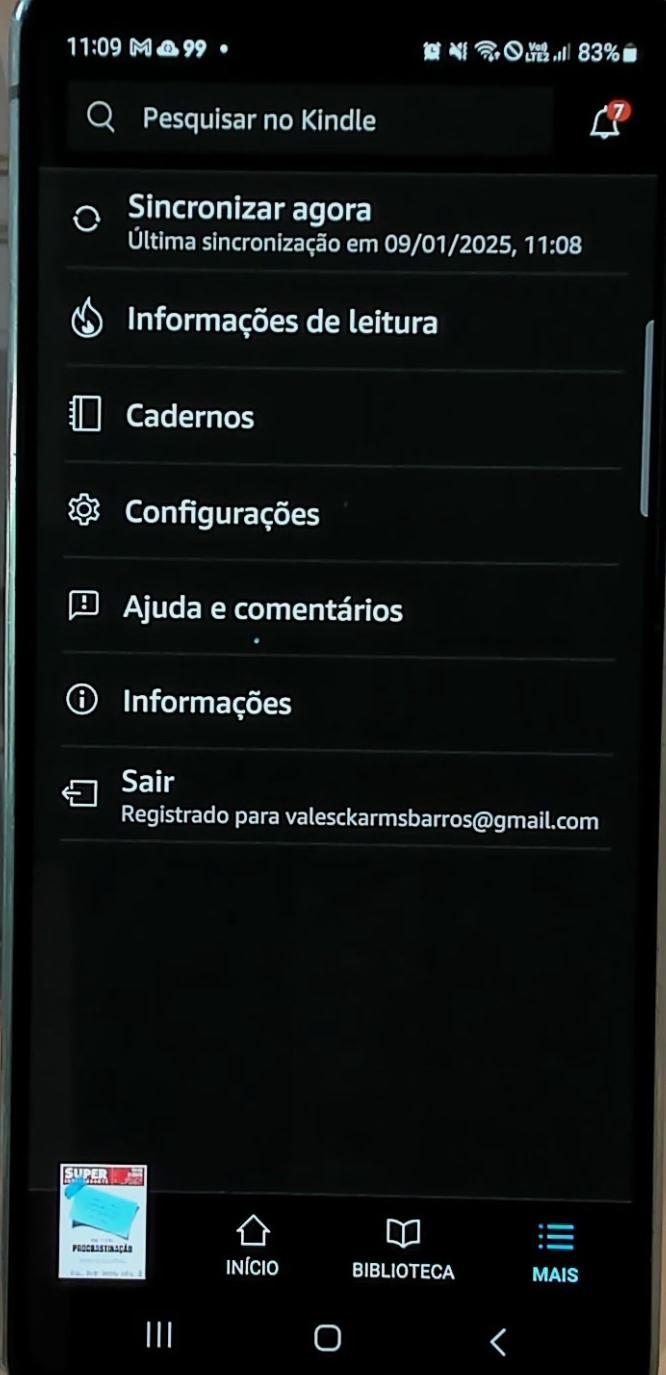 11:09 99
Vo)) LTE2 83%
Pesquisar no Kindle
7
Sincronizar agora
Última sincronização em 09/01/2025, 11:08
Informações de leitura
Cadernos
Configurações
Ajuda e comentários
Informações
Sair
Registrado para valesckarmsbarros@gmail.com
SUPER
PROCRASTINAÇÃO
INÍCIO
BIBLIOTECA
MAIS